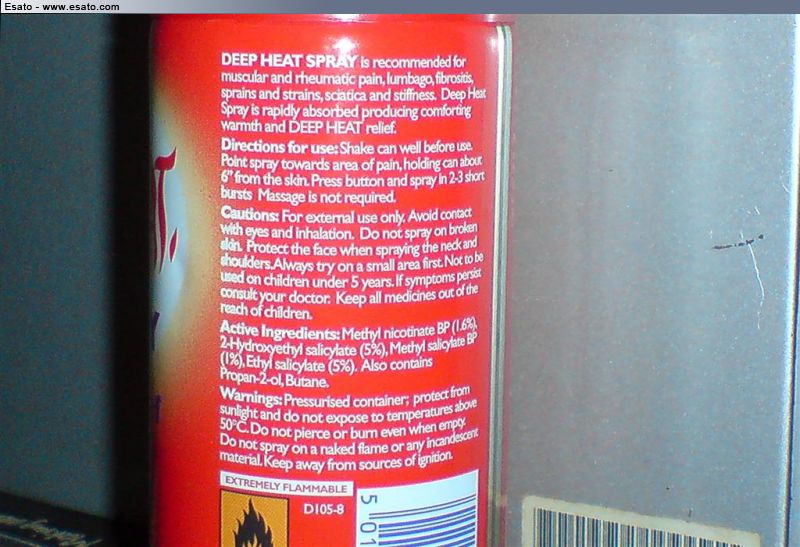 Esato - www.esato.com
DEEP HEAT SPRAY is recommended for
muscular and rheumatic pain, lumbago, fibrositis,
sprains and strains, sciatica and stiffness. Deep Heat
Spray is rapidly absorbed producing comforting
warmth and DEEP HEAT relief.
Directions for use: Shake can well before use.
Point spray towards area of pain, holding can about
6" from the skin. Press button and spray in 2-3 short
bursts Massage is not required.
Cautions: For external use only. Avoid contact
with eyes and inhalation. Do not spray on broken
skin. Protect the face when spraying the neck and
shoulders. Always try on a small area first. Not to be
used on children under 5 years. If symptoms persist
consult your doctor. Keep all medicines out of the
reach of children.
Active Ingredients: Methyl nicotinate BP (1.6%),
2-Hydroxyethyl salicylate (5%), Methyl salicylate BP
(1%), Ethyl salicylate (5%). Also contains
Propan-2-ol, Butane.
Warnings: Pressurised container; protect from
sunlight and do not expose to temperatures above
50°C. Do not pierce or burn even when empty.
Do not spray on a naked flame or any incandescent
material. Keep away from sources of ignition.
EXTREMELY FLAMMABLE
D105-8
5 01
T.